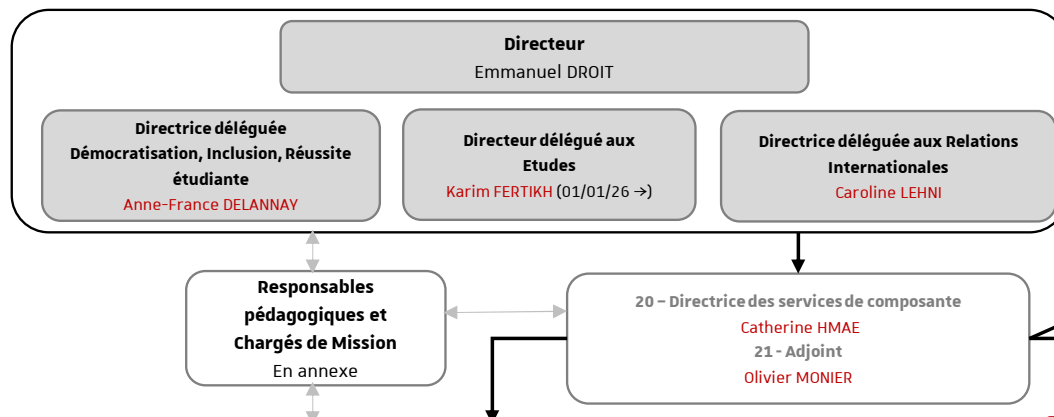 Directeur
Emmanuel DROIT
Directrice déléguée
Démocratisation, Inclusion, Réussite
étudiante
Anne-France DELANNAY
Directeur délégué aux
Etudes
Karim FERTIKH (01/01/26 →)
Directrice déléguée aux Relations
Internationales
Caroline LEHNI
Responsables
pédagogiques et
Chargés de Mission
En annexe
20 – Directrice des services de composante
Catherine HMAE
21 - Adjoint
Olivier MONIER